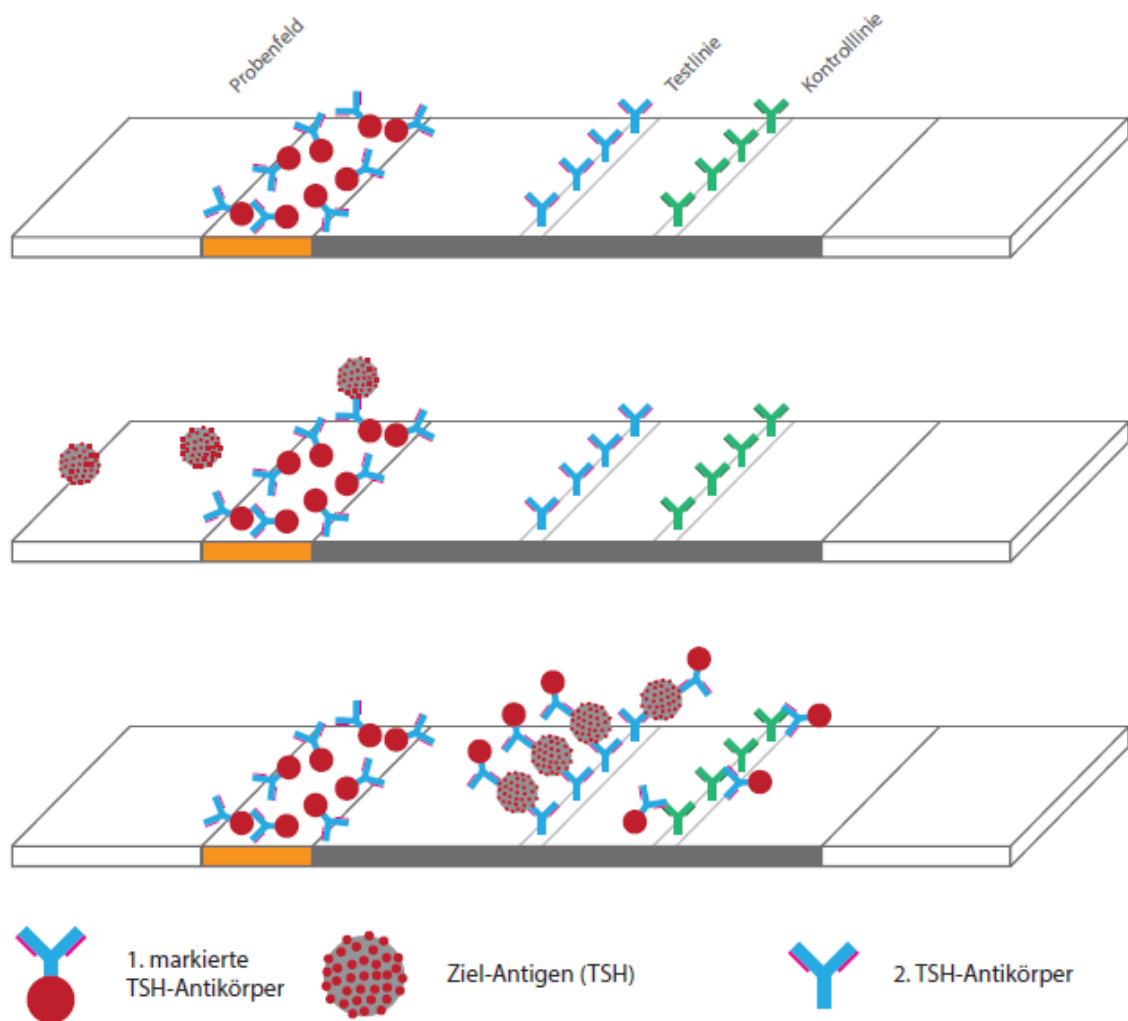 Probenfeld
Testlinie
Kontrolllinie
1. markierte
TSH-Antikörper
Ziel-Antigen (TSH)
2. TSH-Antikörper